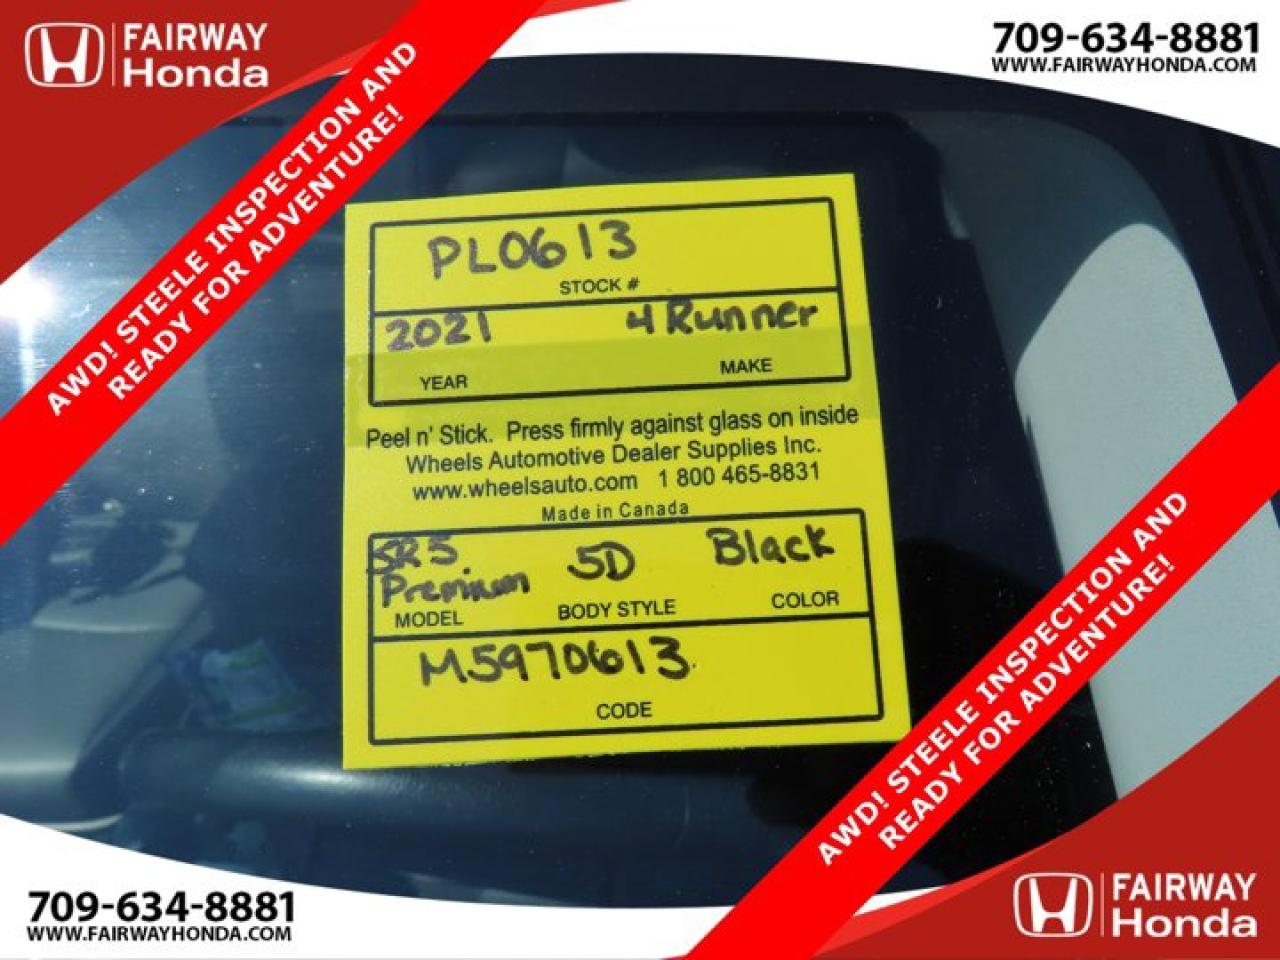 FAIRWAY
Honda
709-634-8881
WWW.FAIRWAYHONDA.COM
AWD! STEELE INSPECTION AND
READY FOR ADVENTURE!
PL0613
STOCK #
2021 4 Runner
YEAR MAKE
Peel n' Stick. Press firmly against glass on inside
Wheels Automotive Dealer Supplies Inc.
www.wheelsauto.com 1 800 465-8831
Made in Canada
SR5 5D Black
Premium
MODEL BODY STYLE COLOR
M5970613
CODE
AWD! STEELE INSPECTION AND
READY FOR ADVENTURE!
709-634-8881
WWW.FAIRWAYHONDA.COM
FAIRWAY
Honda